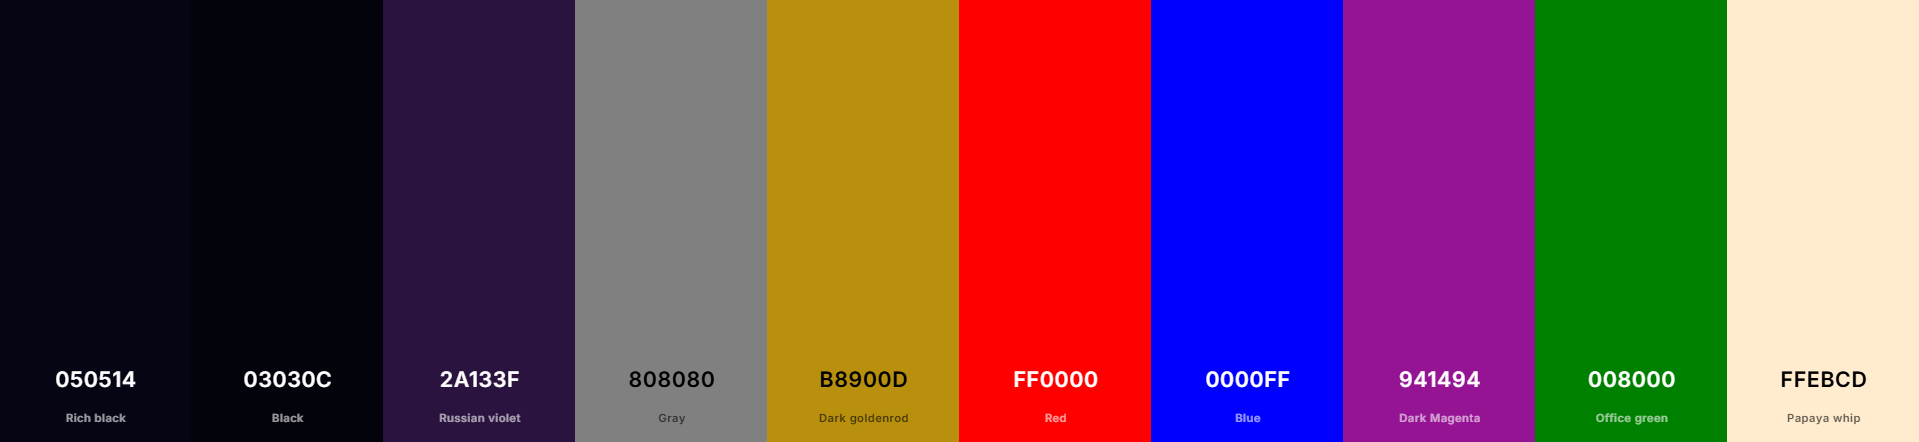 050514
Rich black
03030C
Black
2A133F
Russian violet
808080
Gray
B8900D
Dark goldenrod
FF0000
Red
0000FF
Blue
941494
Dark Magenta
008000
Office green
FFEBCD
Papaya whip